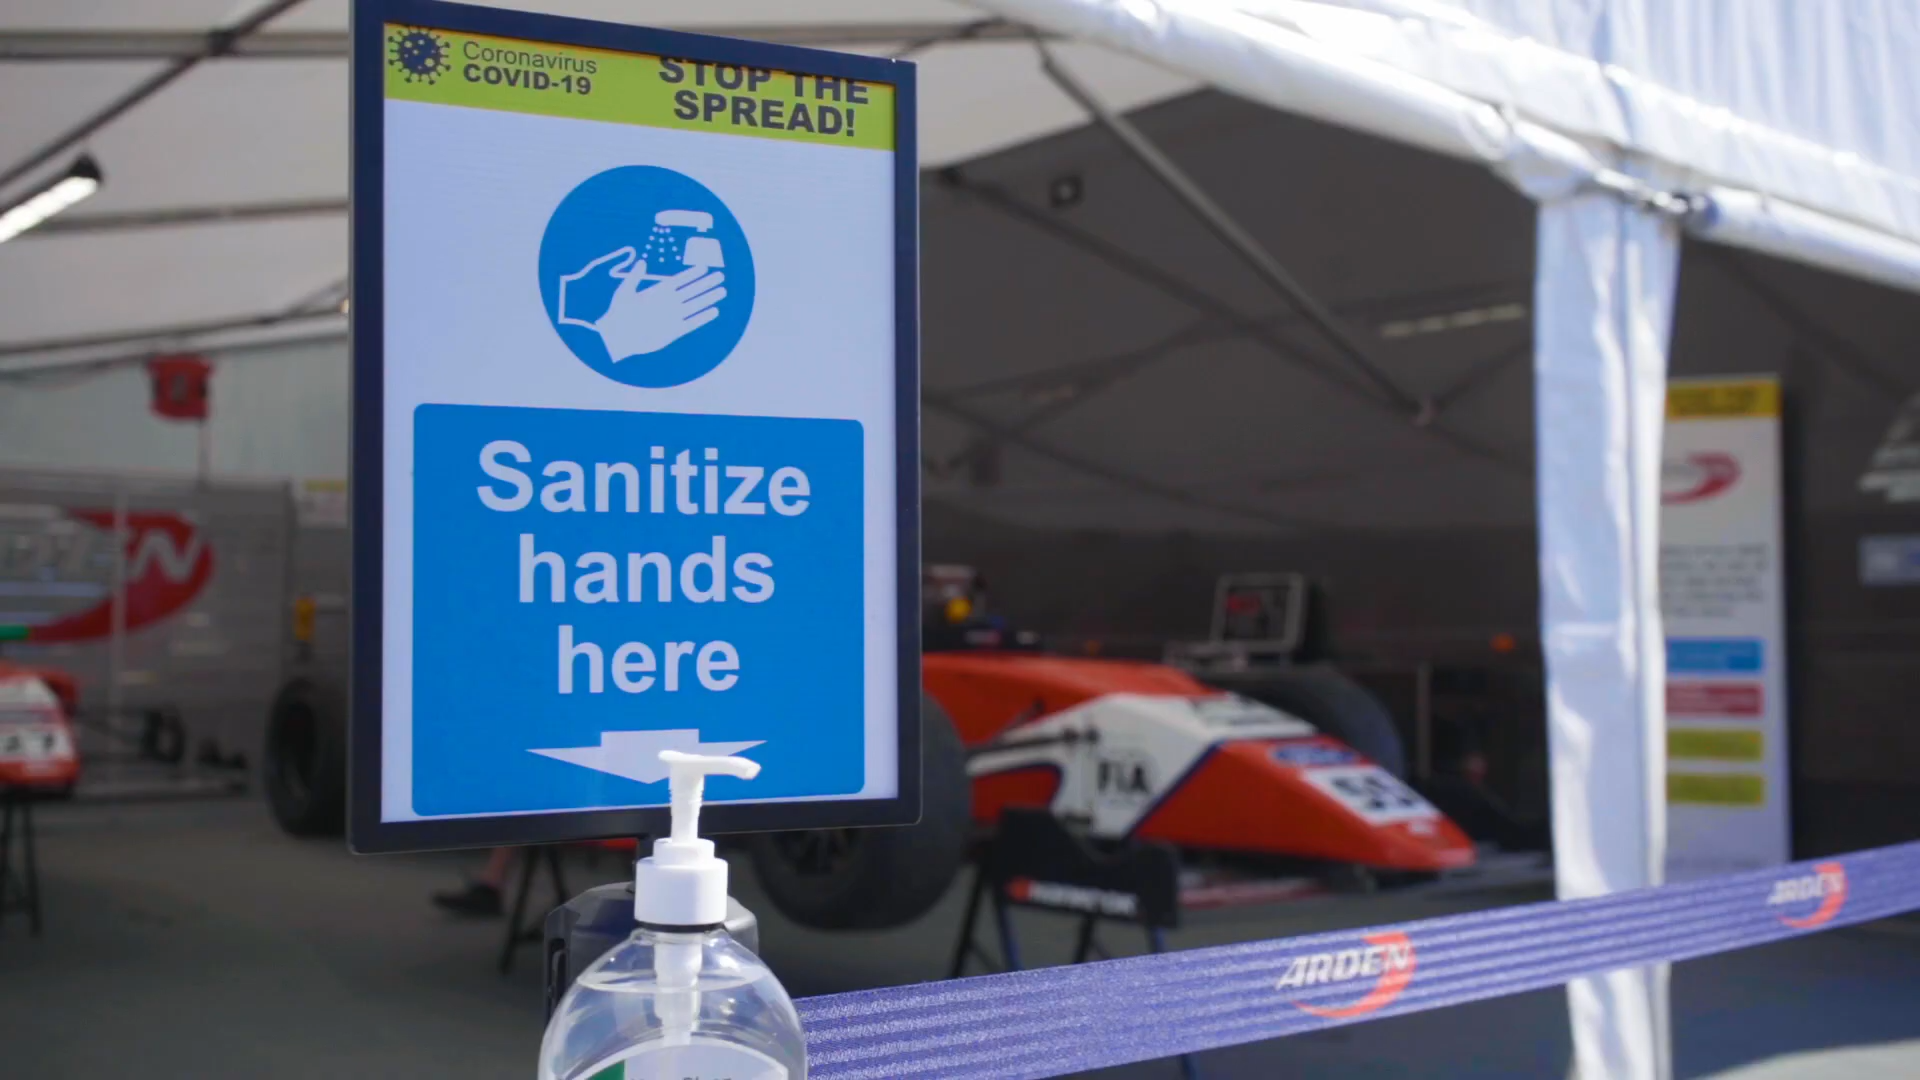 Coronavirus
COVID-19
STOP THE
SPREAD!
Sanitize
hands
here
FIA
ARDEN
ARDEN